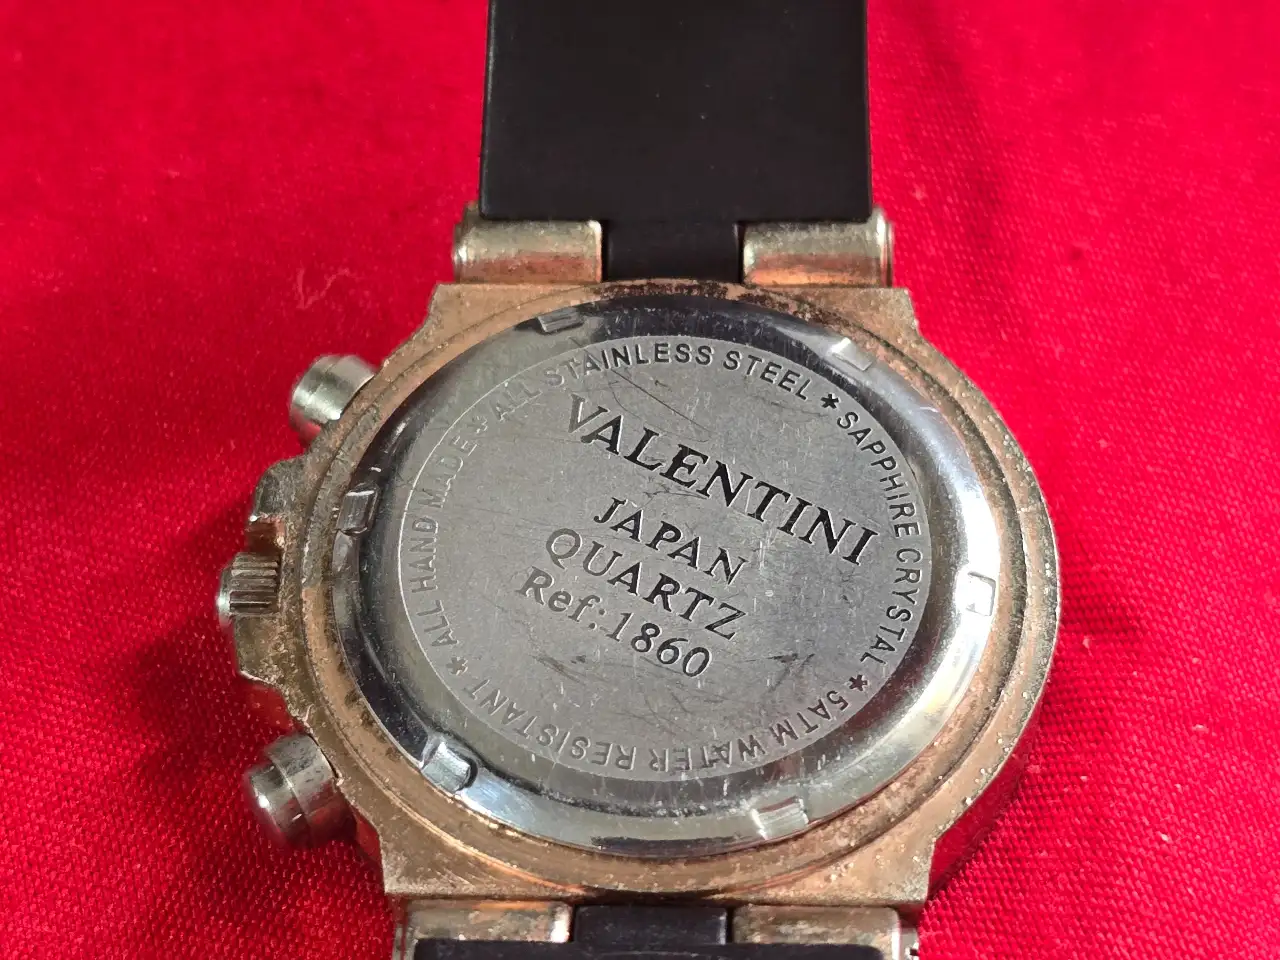 VALENTINI
JAPAN
QUARTZ
Ref: 1860
* ALL HAND MADE * ALL STAINLESS STEEL * SAPPHIRE CRYSTAL * 5ATM WATER RESISTANT